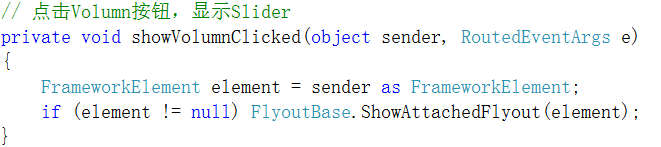 // 点击Volumn按钮，显示Slider
private void showVolumnClicked(object sender, RoutedEventArgs e)
{
    FrameworkElement element = sender as FrameworkElement;
    if (element != null) FlyoutBase.ShowAttachedFlyout(element);
}